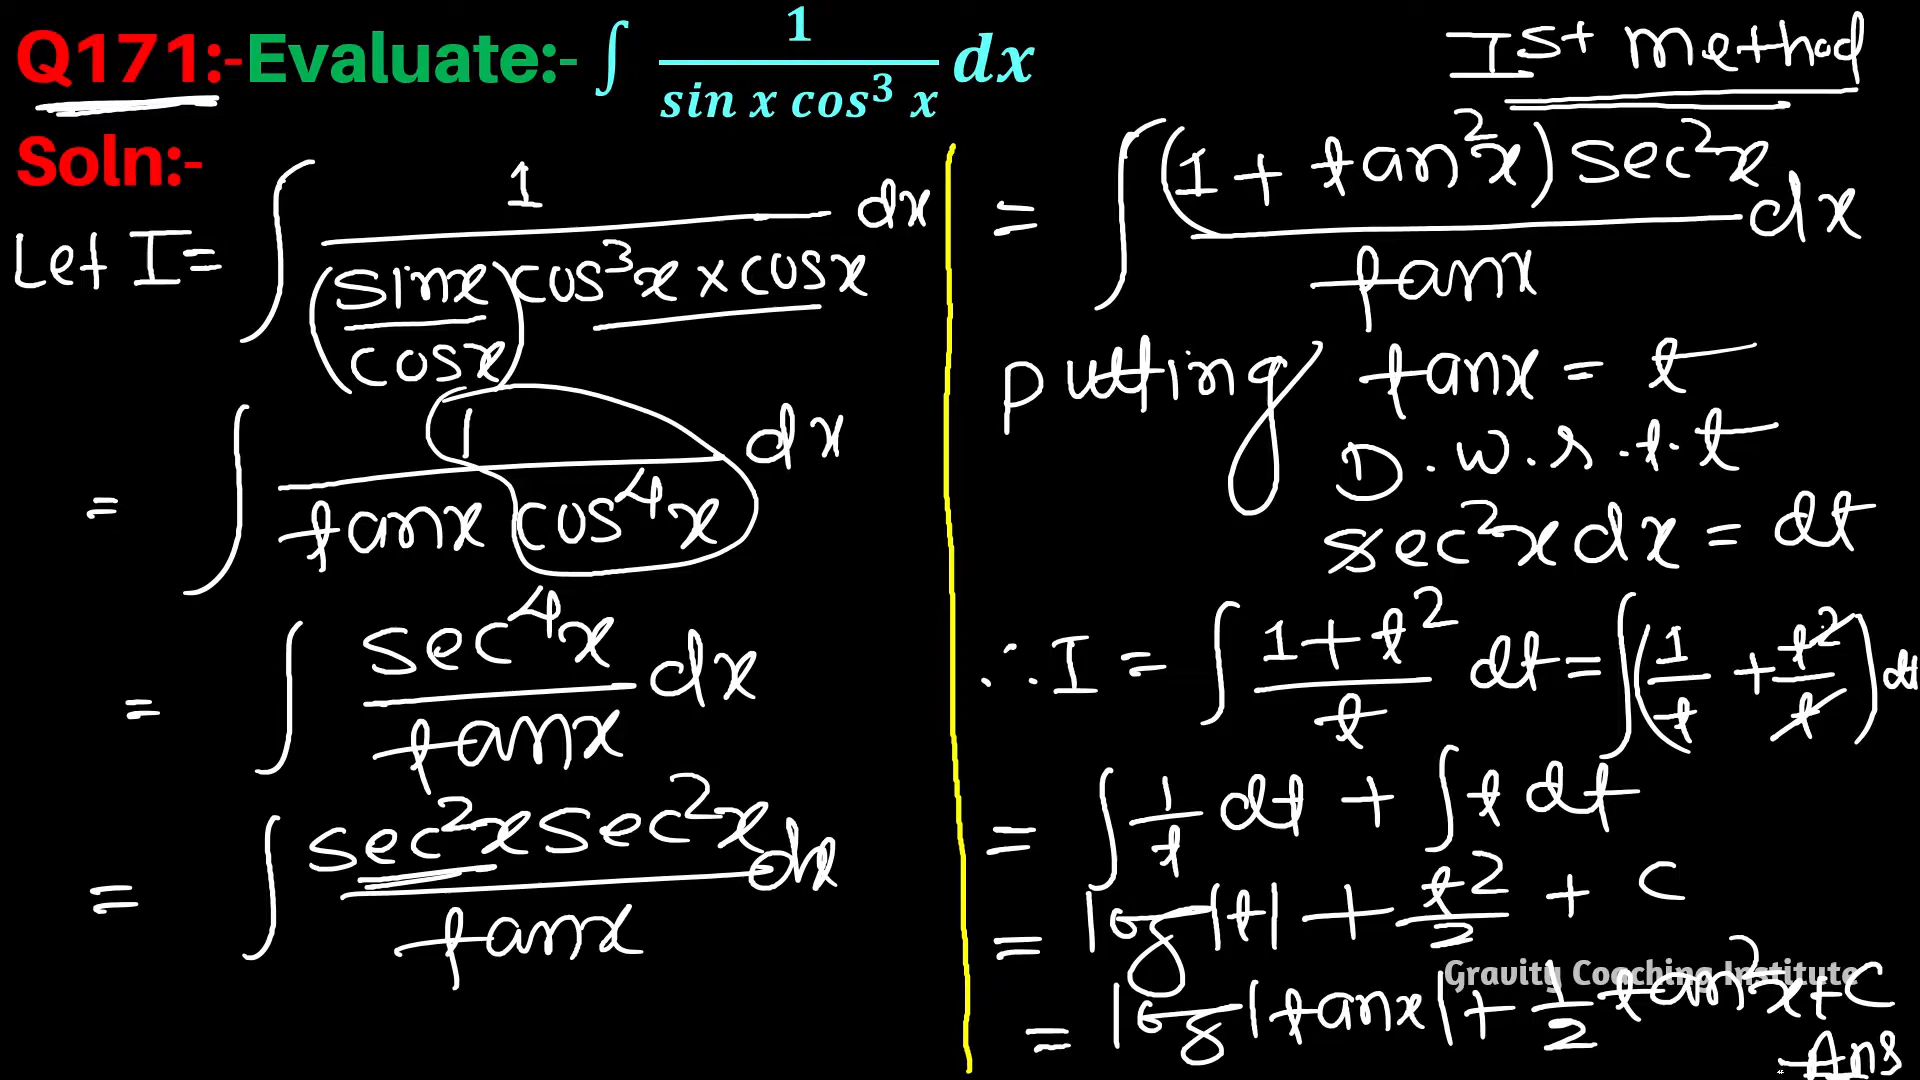 Q171:-Evaluate:- ∫ 1/(sin x cos³ x) dx
Soln:-
Let I = ∫ 1/((sinx/cosx) cos³x × cosx) dx
= ∫ 1/(tanx cos⁴x) dx
= ∫ sec⁴x/tanx dx
= ∫ sec²x sec²x/tanx dx
Ist method
= ∫ (1 + tan²x) sec²x/tanx dx
putting tanx = t
D.w.r.t.t
sec²x dx = dt
∴ I = ∫ (1+t²)/t dt = ∫ (1/t + t²/t) dt
= ∫ 1/t dt + ∫ t dt
= log|t| + t²/2 + c
= log|tanx| + 1/2 tan²x + C
Ans
Gravity Coaching Institute